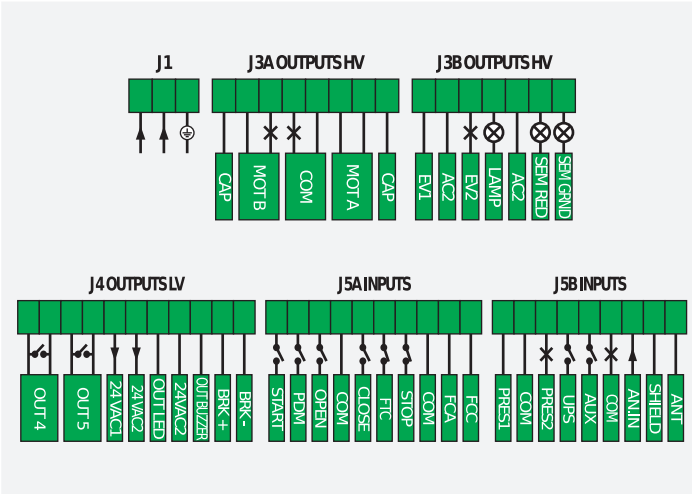 J1
J3A OUTPUTS HV
J3B OUTPUTS HV
CAP
MOT B
COM
MOT A
CAP
EV1
AC2
EV2
LAMP
AC2
SEM RED
SEM GRND
J4 OUTPUTS LV
J5A INPUTS
J5B INPUTS
OUT 4
OUT 5
24 VAC1
24 VAC2
OUT LED
24VAC2
OUT BUZZER
BRK +
BRK -
START
PDM
OPEN
COM
CLOSE
FTC
STOP
COM
FCA
FCC
PRES1
COM
PRES2
UPS
AUX
COM
AN.IN
SHIELD
ANT